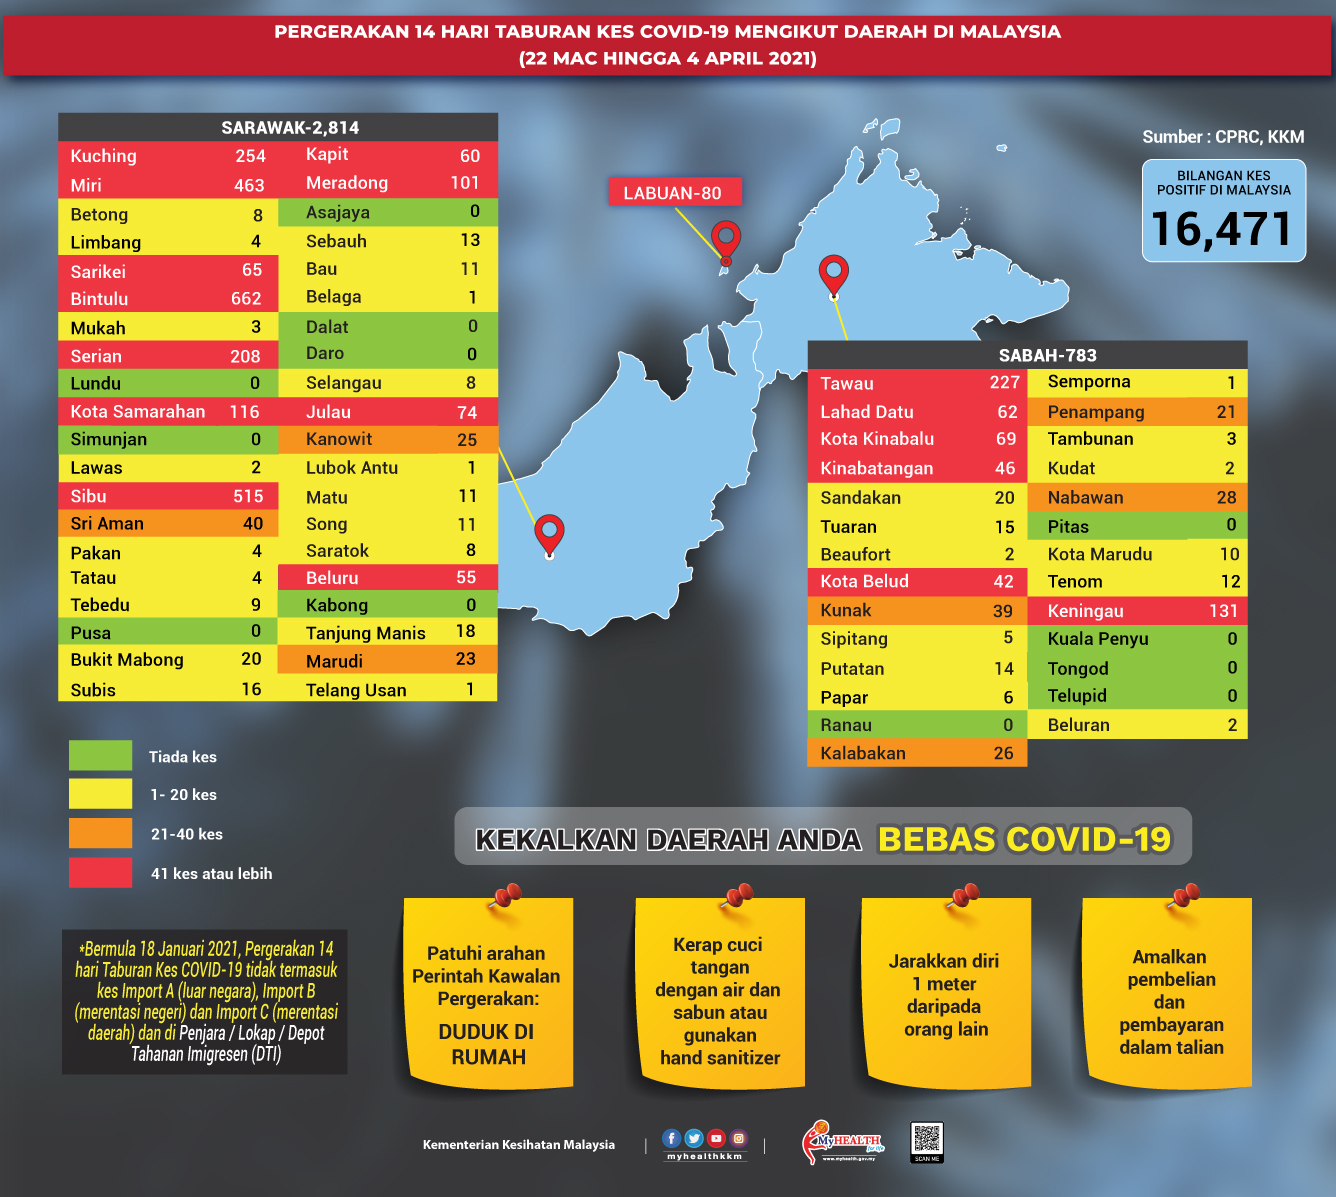 PERGERAKAN 14 HARI TABURAN KES COVID-19 MENGIKUT DAERAH DI MALAYSIA
(22 MAC HINGGA 4 APRIL 2021)
SARAWAK-2,814
Kuching 254 Kapit 60
Miri 463 Meradong 101
Betong 8 Asajaya 0
Limbang 4 Sebauh 13
Sarikei 65 Bau 11
Bintulu 662 Belaga 1
Mukah 3 Dalat 0
Serian 208 Daro 0
Lundu 0 Selangau 8
Kota Samarahan 116 Julau 74
Simunjan 0 Kanowit 25
Lawas 2 Lubok Antu 1
Sibu 515 Matu 11
Sri Aman 40 Song 11
Pakan 4 Saratok 8
Tatau 4 Beluru 55
Tebedu 9 Kabong 0
Pusa 0 Tanjung Manis 18
Bukit Mabong 20 Marudi 23
Subis 16 Telang Usan 1
LABUAN-80
Sumber : CPRC, KKM
BILANGAN KES
POSITIF DI MALAYSIA
16,471
SABAH-783
Tawau 227 Semporna 1
Lahad Datu 62 Penampang 21
Kota Kinabalu 69 Tambunan 3
Kinabatangan 46 Kudat 2
Sandakan 20 Nabawan 28
Tuaran 15 Pitas 0
Beaufort 2 Kota Marudu 10
Kota Belud 42 Tenom 12
Kunak 39 Keningau 131
Sipitang 5 Kuala Penyu 0
Putatan 14 Tongod 0
Papar 6 Telupid 0
Ranau 0 Beluran 2
Kalabakan 26
Tiada kes
1- 20 kes
21-40 kes
41 kes atau lebih
*Bermula 18 Januari 2021, Pergerakan 14
hari Taburan Kes COVID-19 tidak termasuk
kes Import A (luar negara), Import B
(merentasi negeri) dan Import C (merentasi
daerah) dan di Penjara / Lokap / Depot
Tahanan Imigresen (DTI)
KEKALKAN DAERAH ANDA BEBAS COVID-19
Patuhi arahan
Perintah Kawalan
Pergerakan:
DUDUK DI
RUMAH
Kerap cuci
tangan
dengan air dan
sabun atau
gunakan
hand sanitizer
Jarakkan diri
1 meter
daripada
orang lain
Amalkan
pembelian
dan
pembayaran
dalam talian
Kementerian Kesihatan Malaysia
myhealthkkm
MyHEALTH
for life
www.myhealth.gov.my
SCAN ME